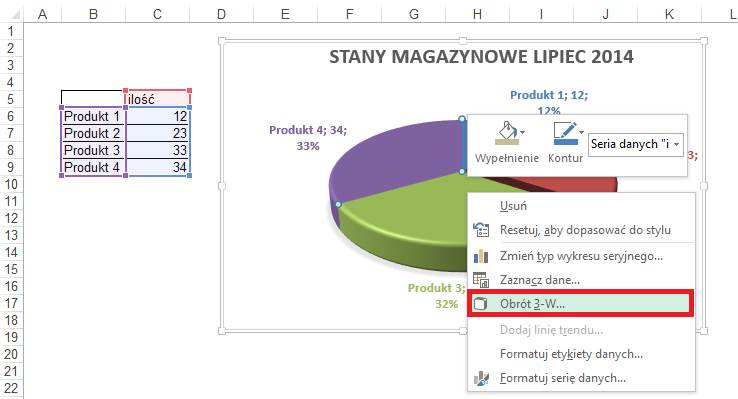 A B C D E F G H I J K L
1
2
3
4
5
6
7
8
9
10
11
12
13
14
15
16
17
18
19
20
21
22
ilość
Produkt 1 12
Produkt 2 23
Produkt 3 33
Produkt 4 34
STANY MAGAZYNOWE LIPIEC 2014
Produkt 1; 12;
12%
Produkt 4; 34;
33%
3;
Produkt 3;
32%
Wypełnienie Kontur Seria danych "i
Usuń
Resetuj, aby dopasować do stylu
Zmień typ wykresu seryjnego...
Zaznacz dane...
Obrót 3-W...
Dodaj linię trendu...
Formatuj etykiety danych...
Formatuj serię danych...